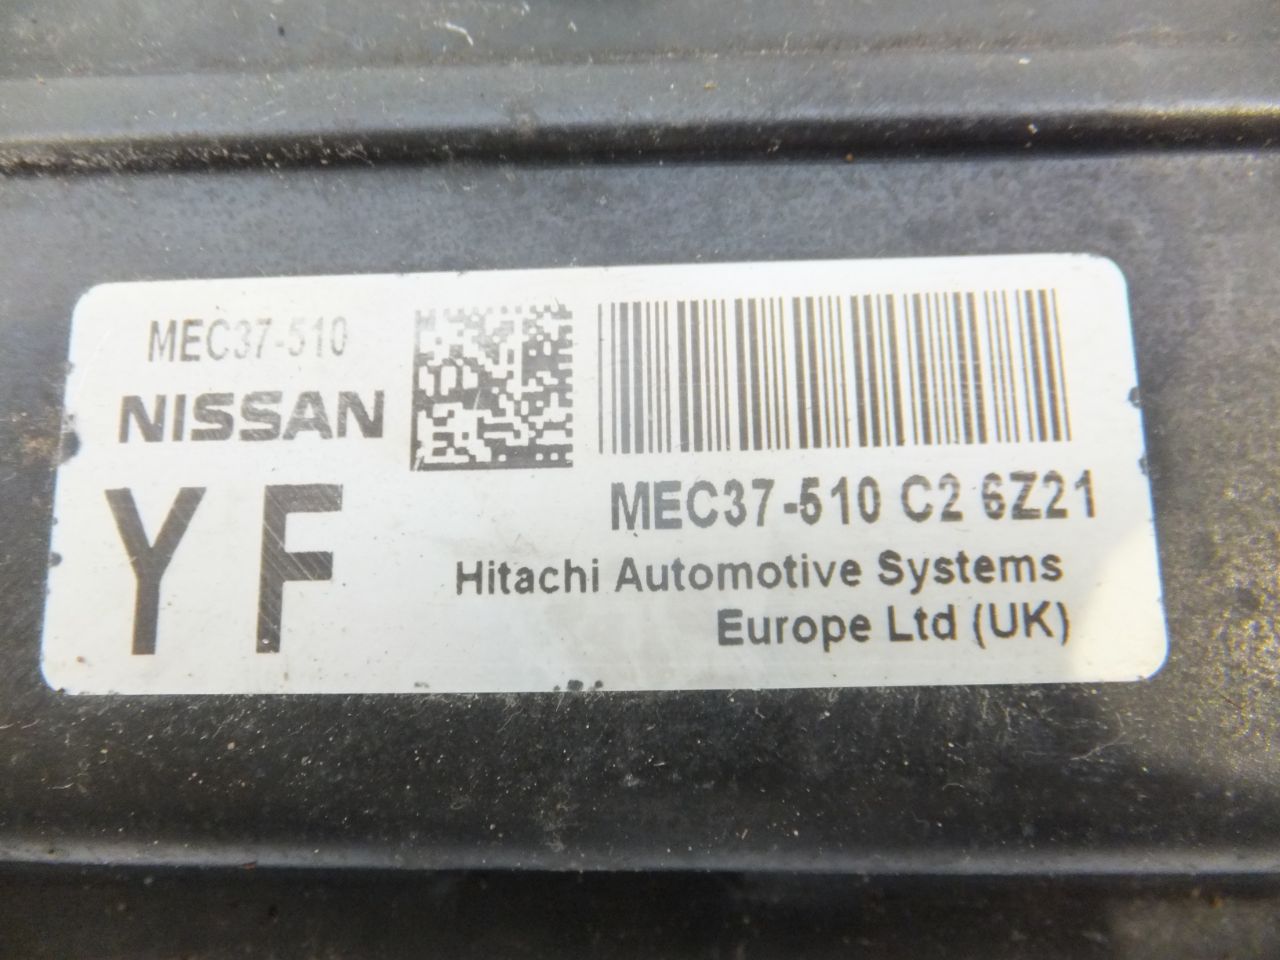 MEC37-510
NISSAN
YF
MEC37-510 C2 6Z21
Hitachi Automotive Systems
Europe Ltd (UK)